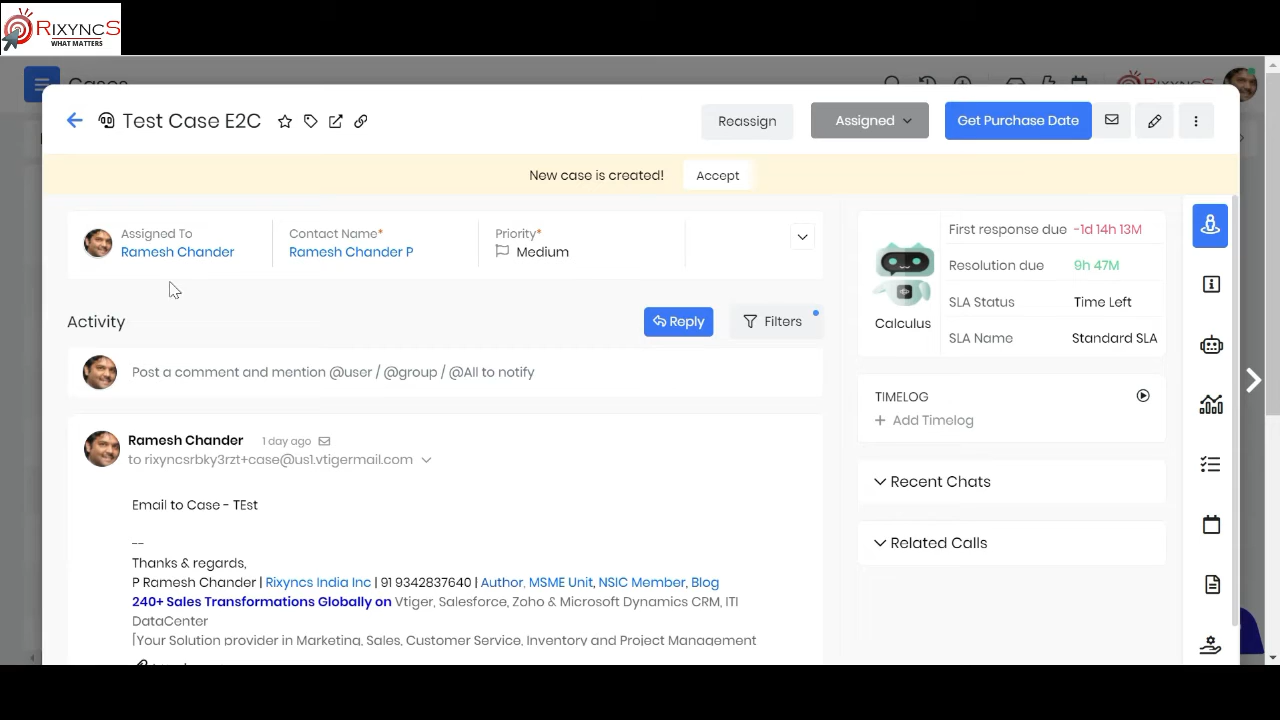 RIXYNCS
WHAT MATTERS
Cases
Test Case E2C
Reassign
Assigned
Get Purchase Date
New case is created!
Accept
Assigned To
Ramesh Chander
Contact Name*
Ramesh Chander P
Priority*
Medium
First response due -1d 14h 13M
Resolution due 9h 47M
SLA Status Time Left
SLA Name Standard SLA
Calculus
Activity
Reply
Filters
Post a comment and mention @user / @group / @All to notify
TIMELOG
+ Add Timelog
Ramesh Chander 1 day ago
to rixyncsrbky3rzt+case@us1.vtigermail.com
Recent Chats
Related Calls
Email to Case - TEst
--
Thanks & regards,
P Ramesh Chander | Rixyncs India Inc | 91 9342837640 | Author, MSME Unit, NSIC Member, Blog
240+ Sales Transformations Globally on Vtiger, Salesforce, Zoho & Microsoft Dynamics CRM, ITI
DataCenter
[Your Solution provider in Marketing, Sales, Customer Service, Inventory and Project Management